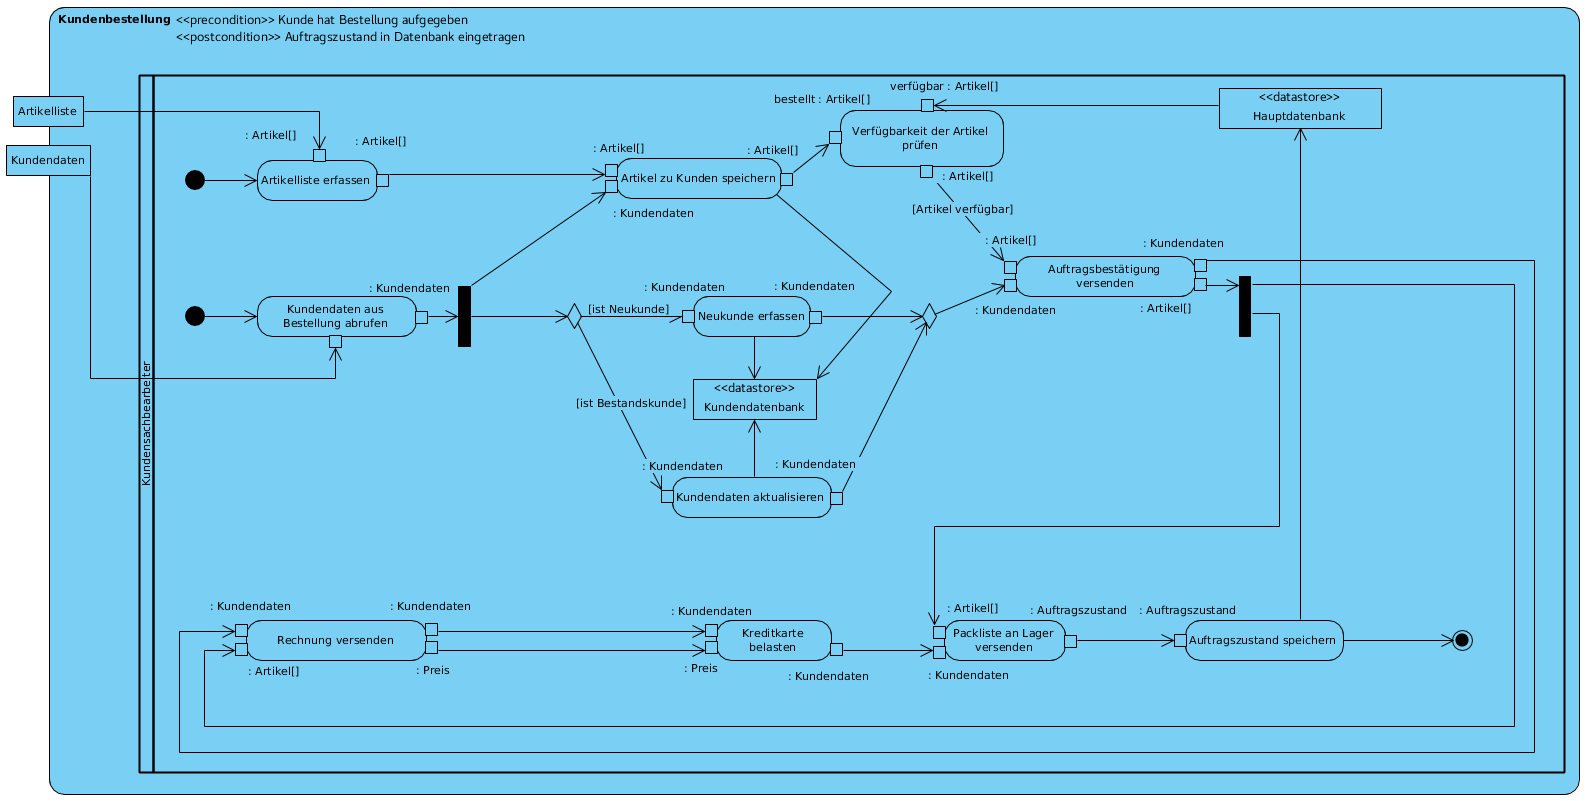 Kundenbestellung <<precondition>> Kunde hat Bestellung aufgegeben
<<postcondition>> Auftragszustand in Datenbank eingetragen
Artikelliste
Kundendaten
Kundensachbearbeiter
: Artikel[]
: Artikel[]
Artikelliste erfassen
: Artikel[]
: Artikel[]
Artikel zu Kunden speichern
: Kundendaten
bestellt : Artikel[]
verfügbar : Artikel[]
Verfügbarkeit der Artikel
prüfen
: Artikel[]
[Artikel verfügbar]
<<datastore>>
Hauptdatenbank
: Kundendaten
Kundendaten aus
Bestellung abrufen
[ist Neukunde]
: Kundendaten
: Kundendaten
Neukunde erfassen
: Artikel[]
: Kundendaten
Auftragsbestätigung
versenden
: Kundendaten
: Artikel[]
<<datastore>>
Kundendatenbank
[ist Bestandskunde]
: Kundendaten
: Kundendaten
Kundendaten aktualisieren
: Kundendaten
: Kundendaten
Rechnung versenden
: Artikel[]
: Preis
: Kundendaten
Kreditkarte
belasten
: Preis
: Kundendaten
: Artikel[]
: Auftragszustand
: Auftragszustand
Packliste an Lager
versenden
: Kundendaten
Auftragszustand speichern